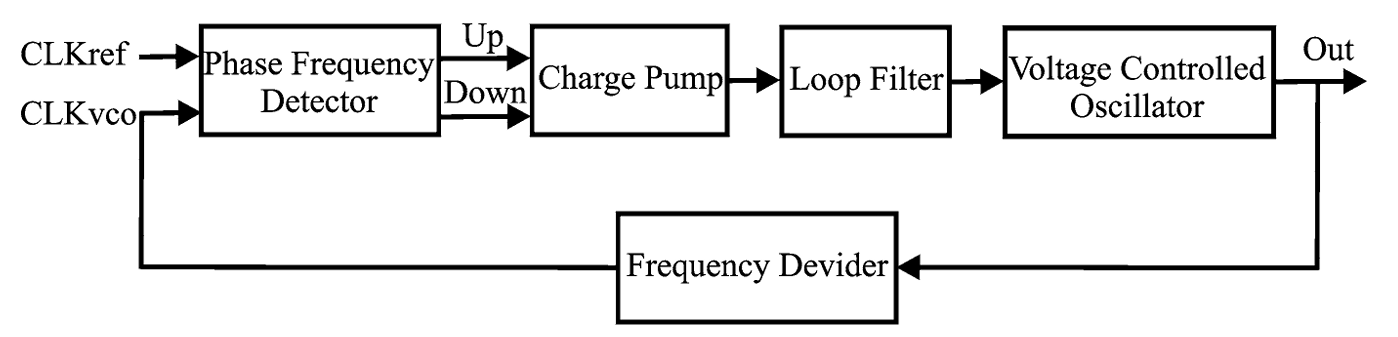 CLKref
CLKvco
Phase Frequency
Detector
Up
Down
Charge Pump
Loop Filter
Voltage Controlled
Oscillator
Out
Frequency Devider